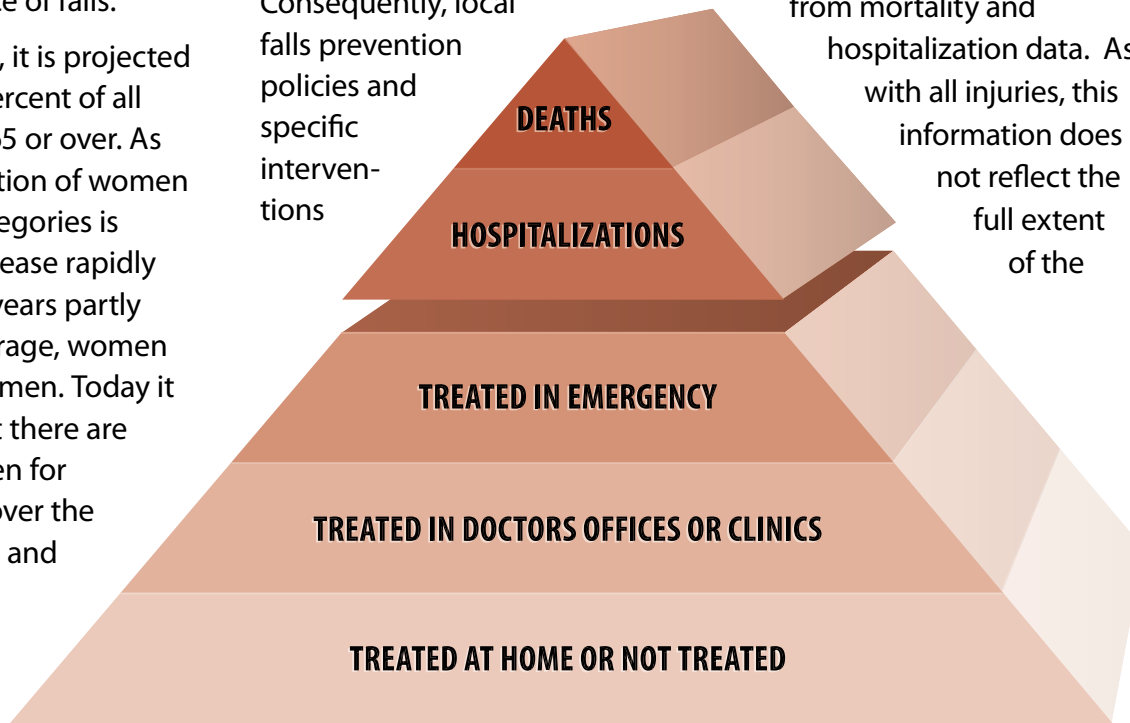 of falls.
, it is projected
ercent of all
65 or over. As
tion of women
egories is
ease rapidly
years partly
rage, women
men. Today it
t there are
en for
over the
and
Consequently, local
falls prevention
policies and
specific
interven-
tions
from mortality and
hospitalization data. As
with all injuries, this
information does
not reflect the
full extent
of the
DEATHS
HOSPITALIZATIONS
TREATED IN EMERGENCY
TREATED IN DOCTORS OFFICES OR CLINICS
TREATED AT HOME OR NOT TREATED